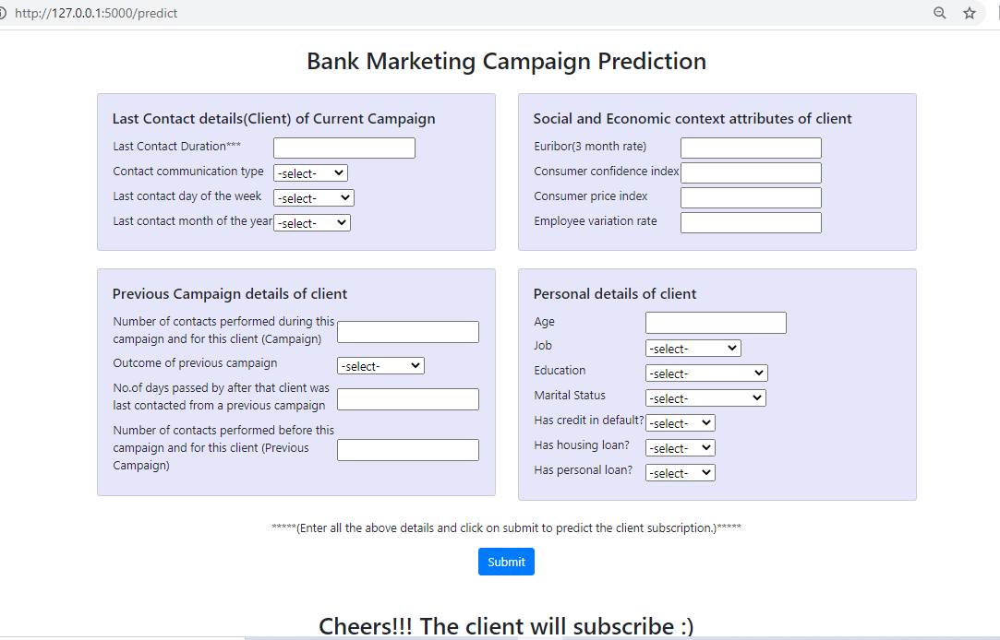 http://127.0.0.1:5000/predict
Bank Marketing Campaign Prediction
Last Contact details(Client) of Current Campaign
Last Contact Duration***
Contact communication type -select-
Last contact day of the week -select-
Last contact month of the year -select-
Social and Economic context attributes of client
Euribor(3 month rate)
Consumer confidence index
Consumer price index
Employee variation rate
Previous Campaign details of client
Number of contacts performed during this
campaign and for this client (Campaign)
Outcome of previous campaign -select-
No.of days passed by after that client was
last contacted from a previous campaign
Number of contacts performed before this
campaign and for this client (Previous
Campaign)
Personal details of client
Age
Job -select-
Education -select-
Marital Status -select-
Has credit in default? -select-
Has housing loan? -select-
Has personal loan? -select-
*****(Enter all the above details and click on submit to predict the client subscription.)*****
Submit
Cheers!!! The client will subscribe :)